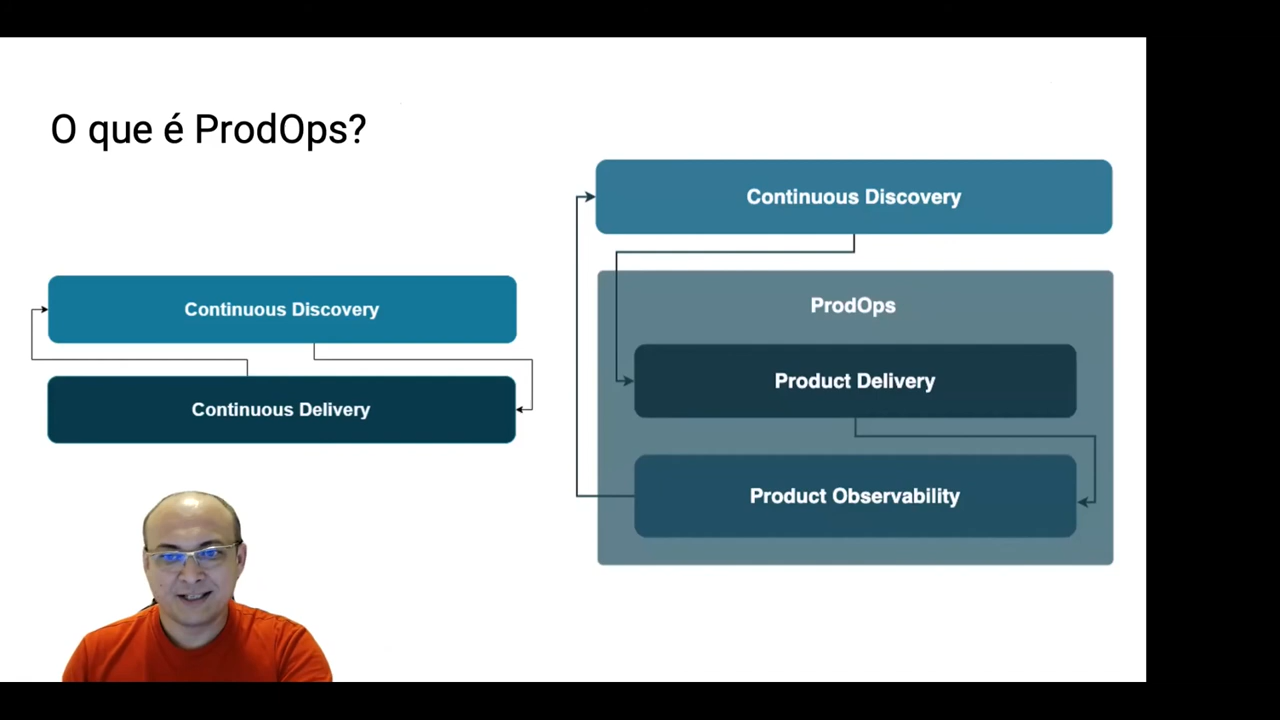 O que é ProdOps?
Continuous Discovery
Continuous Delivery
Continuous Discovery
ProdOps
Product Delivery
Product Observability